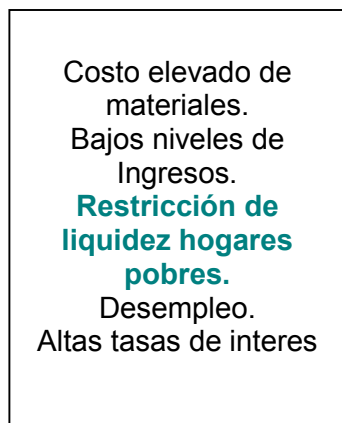 Costo elevado de
materiales.
Bajos niveles de
Ingresos.
Restricción de
liquidez hogares
pobres.
Desempleo.
Altas tasas de interes